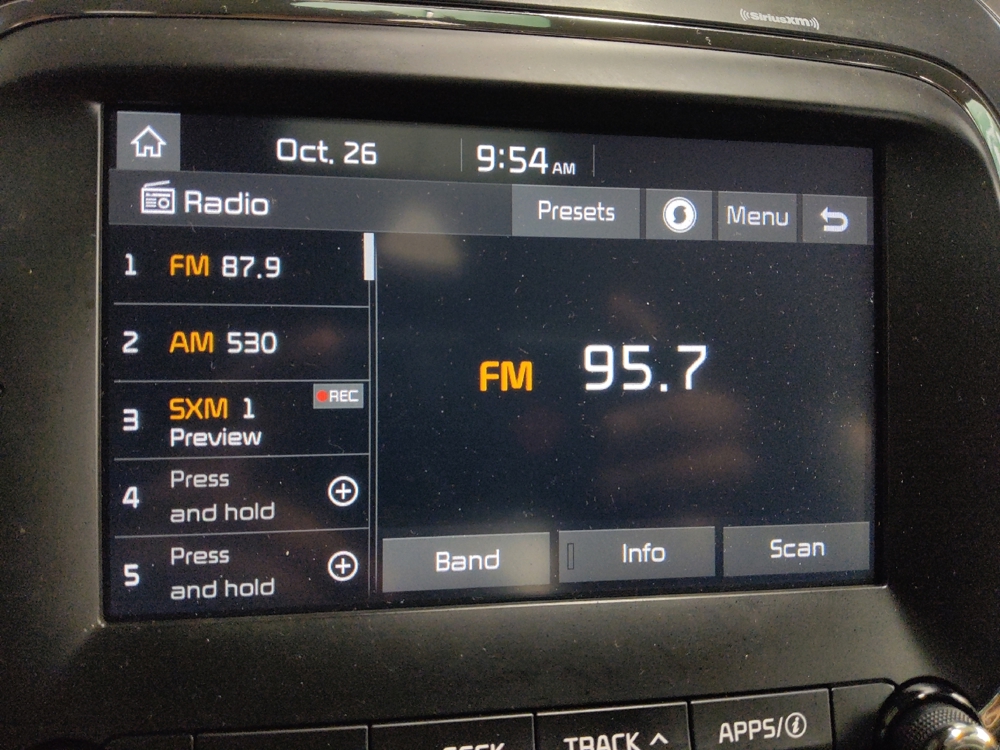 ((SiriusXM))
Oct. 26 9:54 AM
Radio Presets Menu
1 FM 87.9
2 AM 530
3 SXM 1 REC
Preview
4 Press
and hold
5 Press
and hold
FM 95.7
Band Info Scan
SEEK TRACK APPS/i